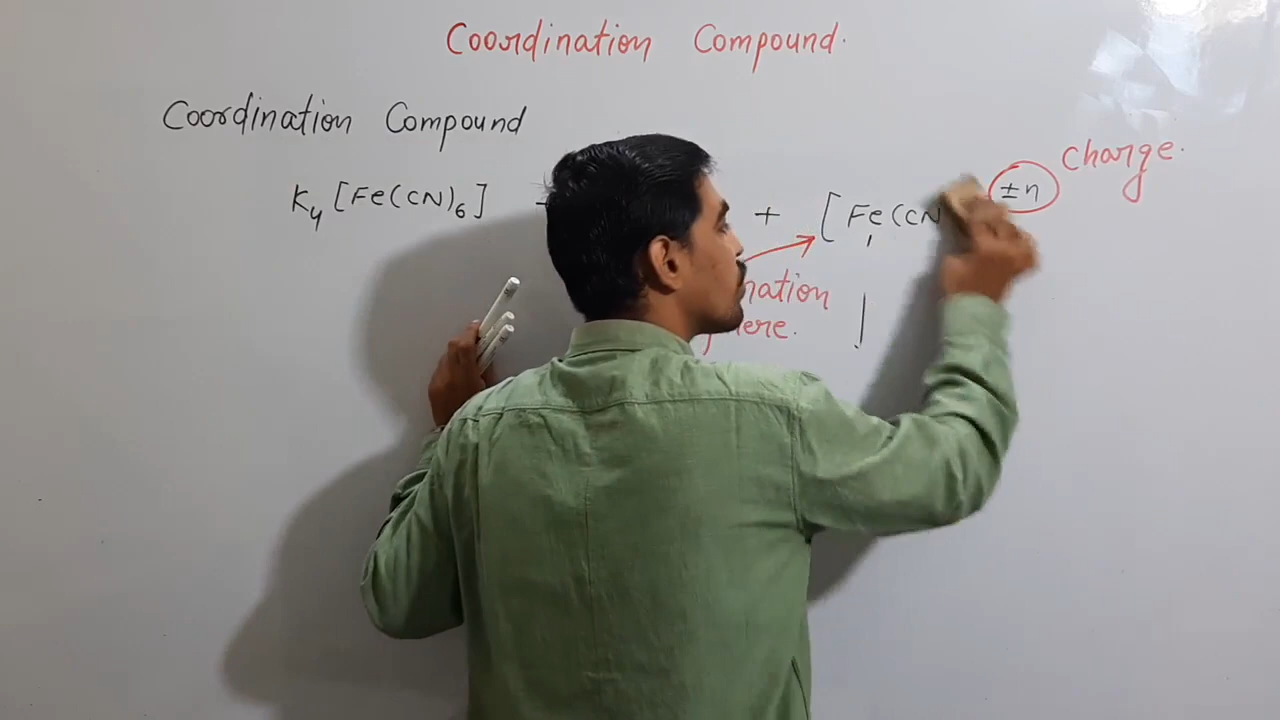 Coordination Compound.
Coordination Compound
Charge.
K4[Fe(CN)6] + [Fe(CN ±n
nation
here.